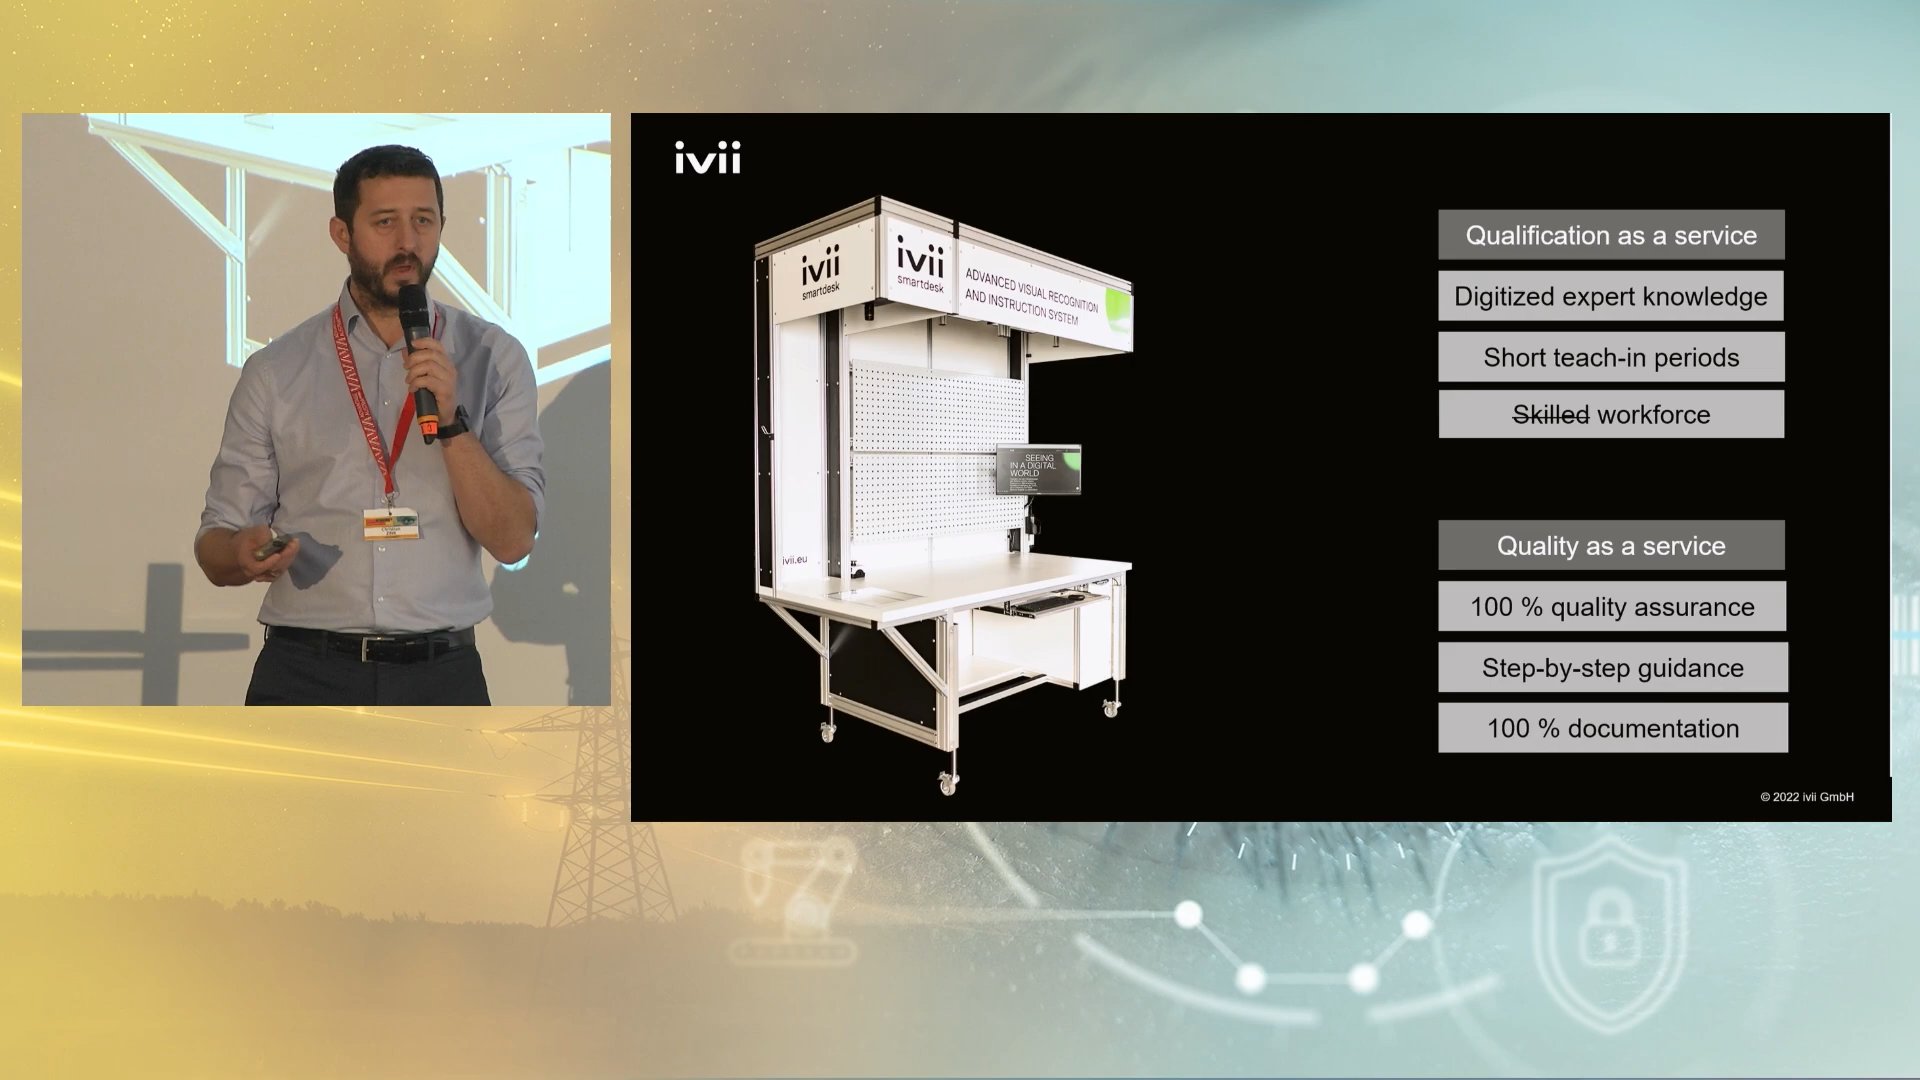 ivii
ivii
smartdesk
ivii
smartdesk
ADVANCED VISUAL RECOGNITION
AND INSTRUCTION SYSTEM
SEEING
IN A DIGITAL
WORLD
ivii.eu
Qualification as a service
Digitized expert knowledge
Short teach-in periods
Skilled workforce
Quality as a service
100 % quality assurance
Step-by-step guidance
100 % documentation
© 2022 ivii GmbH
3